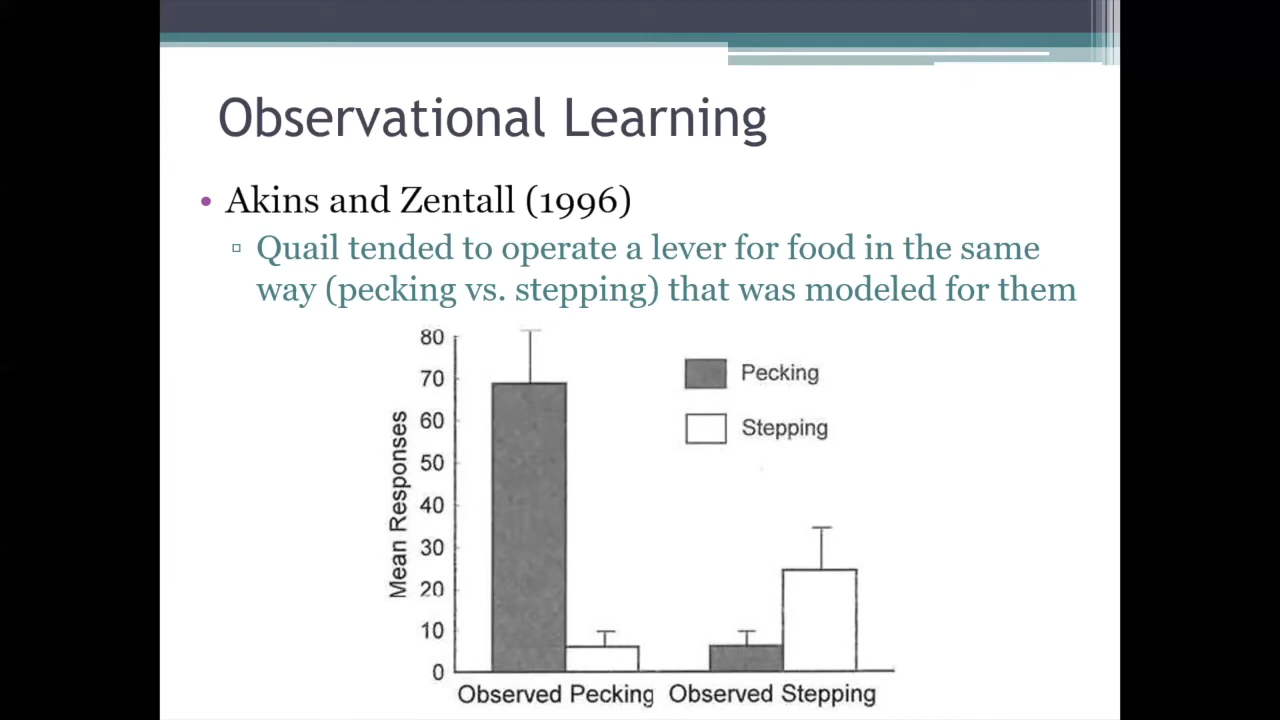 Observational Learning
• Akins and Zentall (1996)
▫ Quail tended to operate a lever for food in the same
way (pecking vs. stepping) that was modeled for them
80
70
60
50
40
30
20
10
0
Mean Responses
Pecking
Stepping
Observed Pecking
Observed Stepping